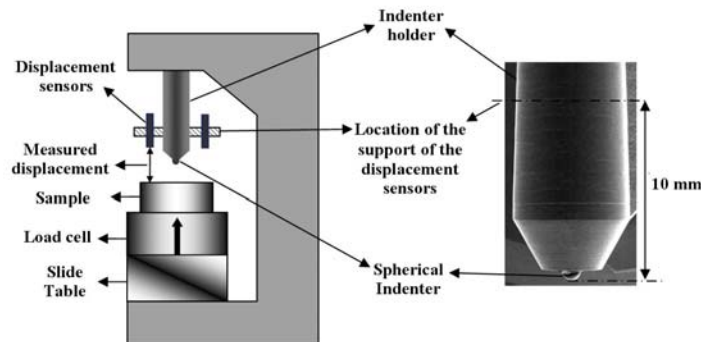 Indenter
holder
Displacement
sensors
Measured
displacement
Sample
Load cell
Slide
Table
Location of the
support of the
displacement
sensors
Spherical
Indenter
10 mm